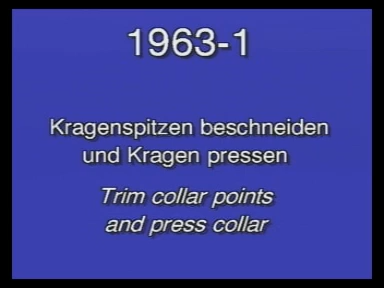 1963-1
Kragenspitzen beschneiden
und Kragen pressen
Trim collar points
and press collar